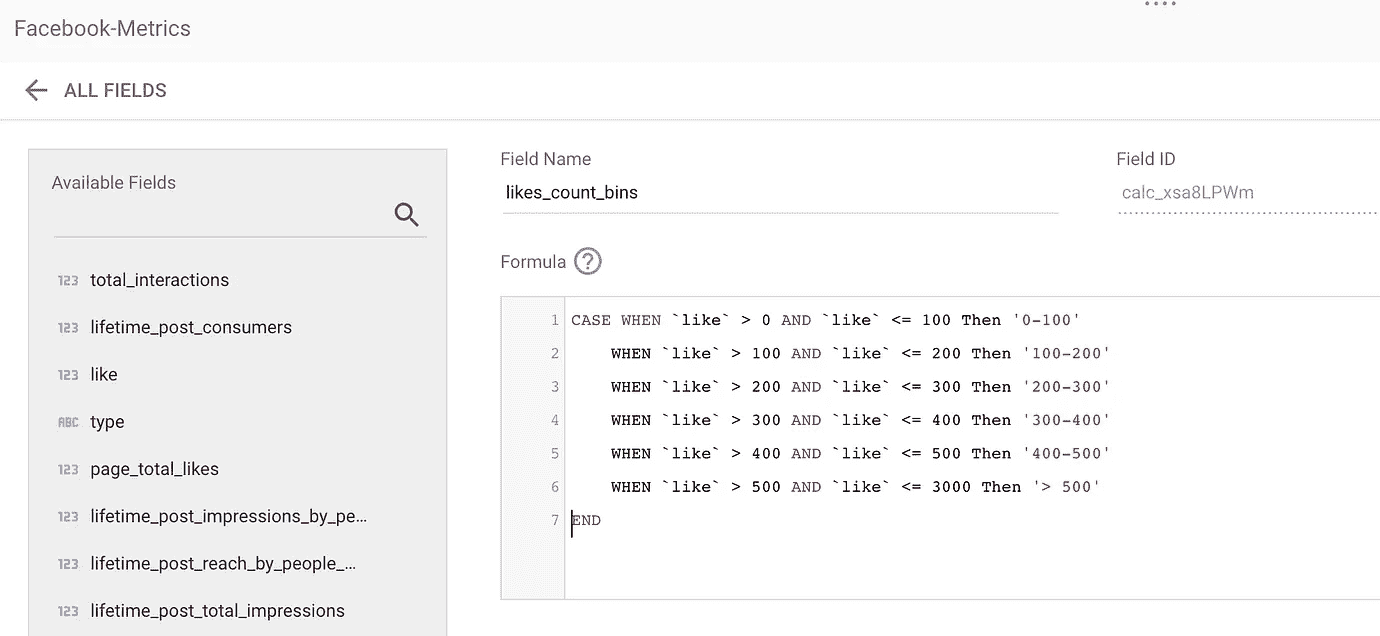 Facebook-Metrics
ALL FIELDS
Available Fields
123 total_interactions
123 lifetime_post_consumers
123 like
ABC type
123 page_total_likes
123 lifetime_post_impressions_by_pe...
123 lifetime_post_reach_by_people_...
123 lifetime_post_total_impressions
Field Name
likes_count_bins
Field ID
calc_xsa8LPWm
Formula ?
1 CASE WHEN `like` > 0 AND `like` <= 100 Then '0-100'
2 WHEN `like` > 100 AND `like` <= 200 Then '100-200'
3 WHEN `like` > 200 AND `like` <= 300 Then '200-300'
4 WHEN `like` > 300 AND `like` <= 400 Then '300-400'
5 WHEN `like` > 400 AND `like` <= 500 Then '400-500'
6 WHEN `like` > 500 AND `like` <= 3000 Then '> 500'
7 END